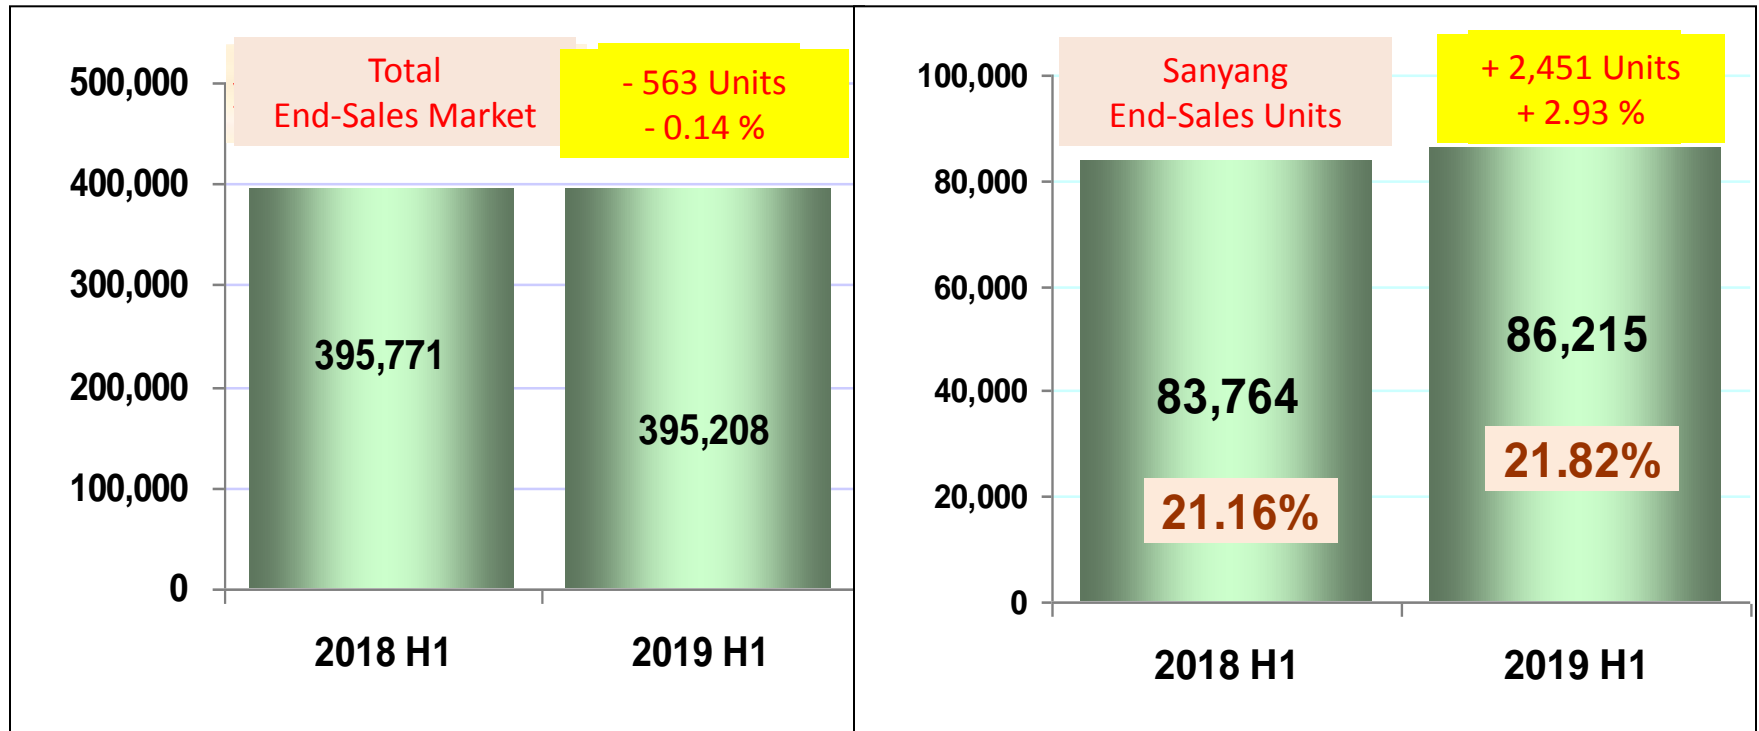 Total
End-Sales Market
- 563 Units
- 0.14 %
500,000
400,000
300,000
200,000
100,000
0
395,771
395,208
2018 H1
2019 H1
Sanyang
End-Sales Units
+ 2,451 Units
+ 2.93 %
100,000
80,000
60,000
40,000
20,000
0
83,764
21.16%
86,215
21.82%
2018 H1
2019 H1